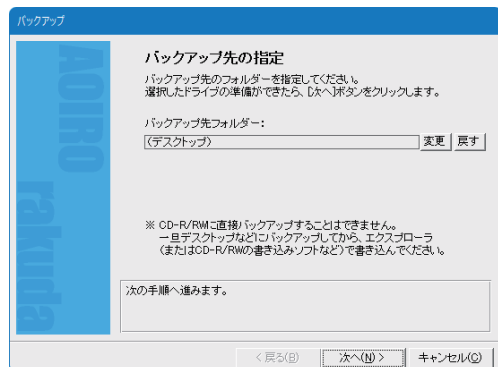 バックアップ
AOIRO
rakuda
バックアップ先の指定
バックアップ先のフォルダーを指定してください。
選択したドライブの準備ができたら、[次へ]ボタンをクリックします。
バックアップ先フォルダー：
(デスクトップ)
変更
戻す
※ CD-R/RWに直接バックアップすることはできません。
一旦デスクトップなどにバックアップしてから、エクスプローラ
(またはCD-R/RWの書き込みソフトなど)で書き込んでください。
次の手順へ進みます。
< 戻る(B)
次へ(N) >
キャンセル(C)